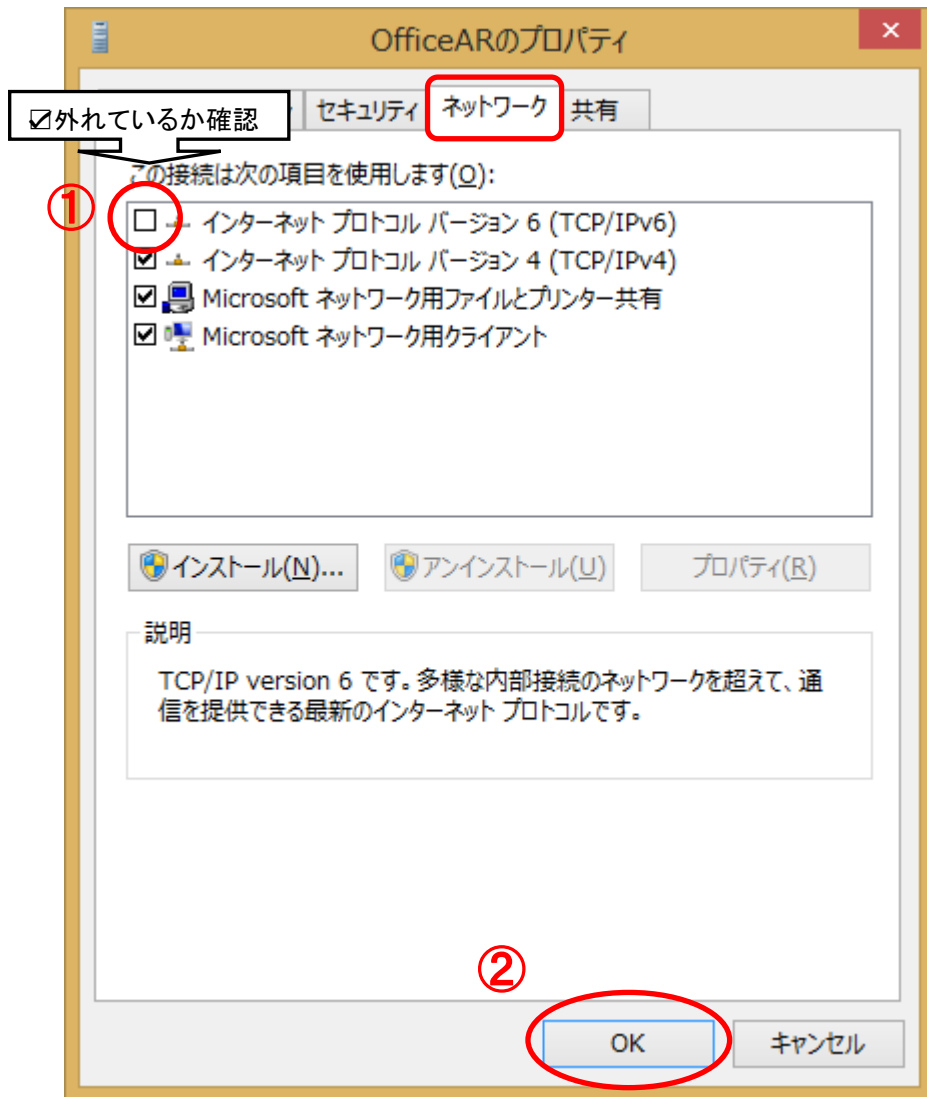 OfficeARのプロパティ
☑外れているか確認
セキュリティ ネットワーク 共有
この接続は次の項目を使用します(O):
①
インターネット プロトコル バージョン 6 (TCP/IPv6)
インターネット プロトコル バージョン 4 (TCP/IPv4)
Microsoft ネットワーク用ファイルとプリンター共有
Microsoft ネットワーク用クライアント
インストール(N)... アンインストール(U) プロパティ(R)
説明
TCP/IP version 6 です。多様な内部接続のネットワークを超えて、通
信を提供できる最新のインターネット プロトコルです。
②
OK キャンセル